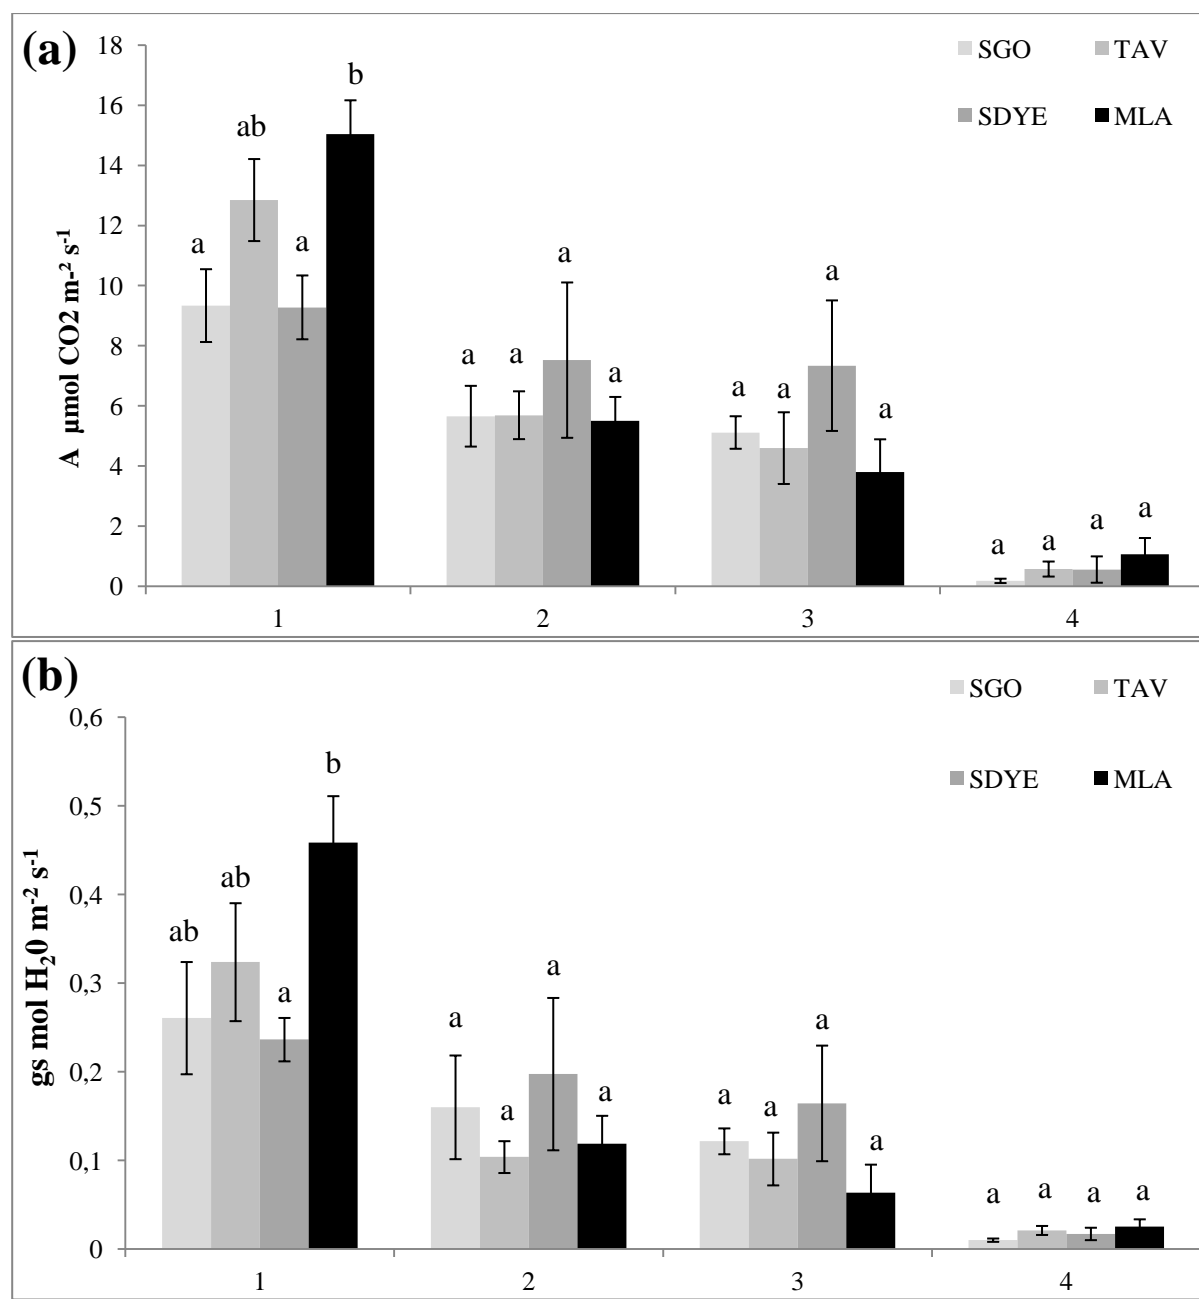 (a)
18
16
14
12
10
8
6
4
2
0
A µmol CO2 m-² s⁻¹
SGO TAV
SDYE MLA
a ab a b
a a a a
a a a a
a a a a
1 2 3 4
(b)
0,6
0,5
0,4
0,3
0,2
0,1
0
gs mol H₂0 m⁻² s⁻¹
SGO TAV
SDYE MLA
ab ab a b
a a a a
a a a a
a a a a
1 2 3 4